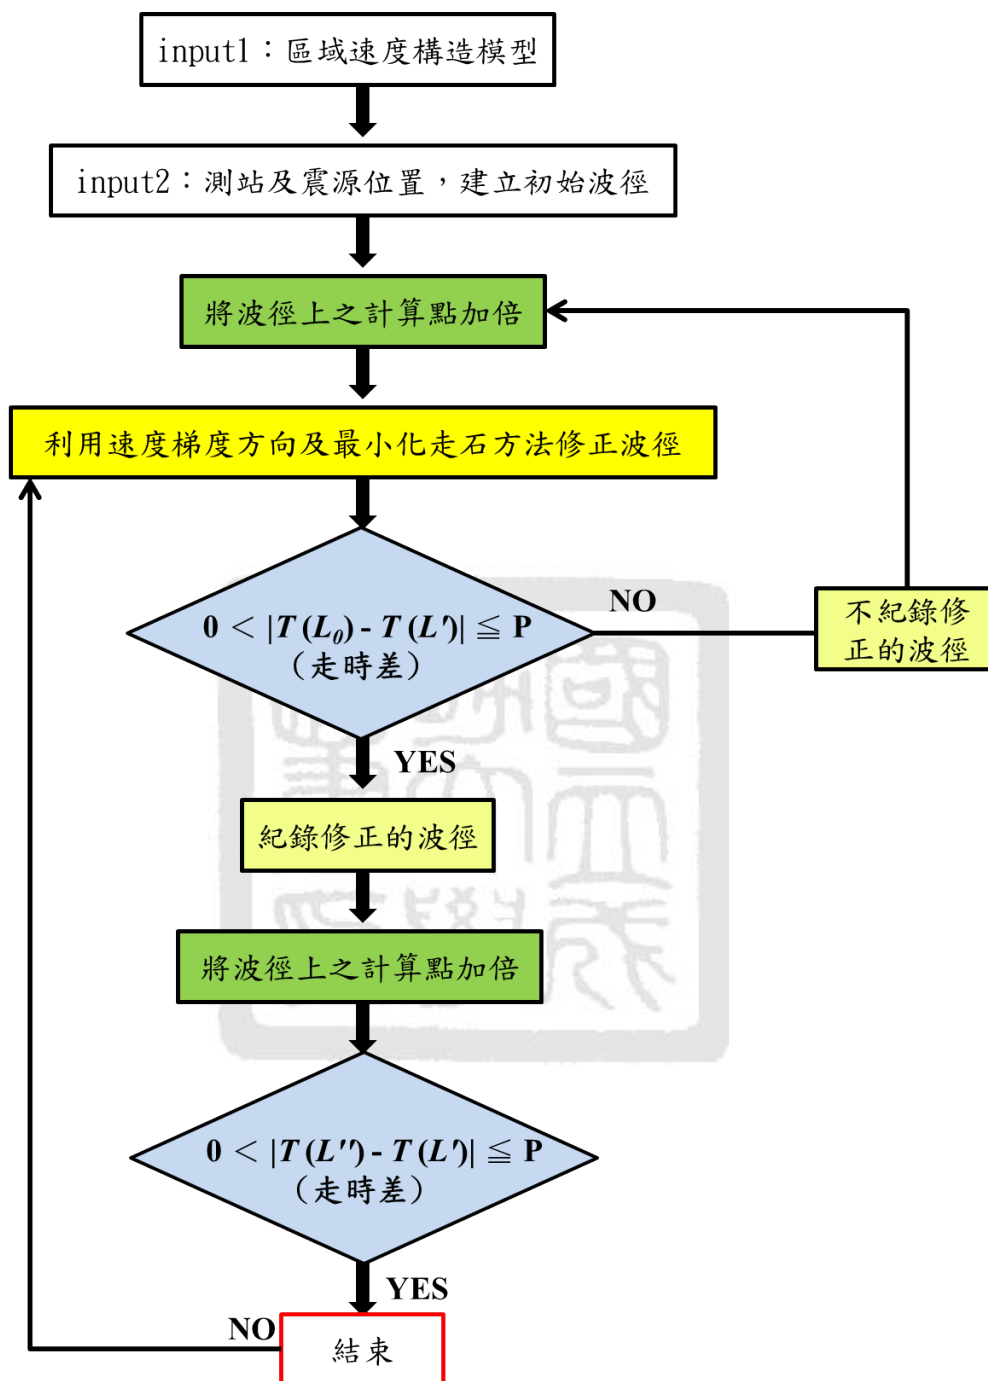 input1：區域速度構造模型
input2：測站及震源位置，建立初始波徑
將波徑上之計算點加倍
利用速度梯度方向及最小化走石方法修正波徑
0 < |T (L₀) - T (L')| ≦ P
（走時差）
NO
不紀錄修
正的波徑
YES
紀錄修正的波徑
將波徑上之計算點加倍
0 < |T (L'') - T (L')| ≦ P
（走時差）
YES
NO
結束